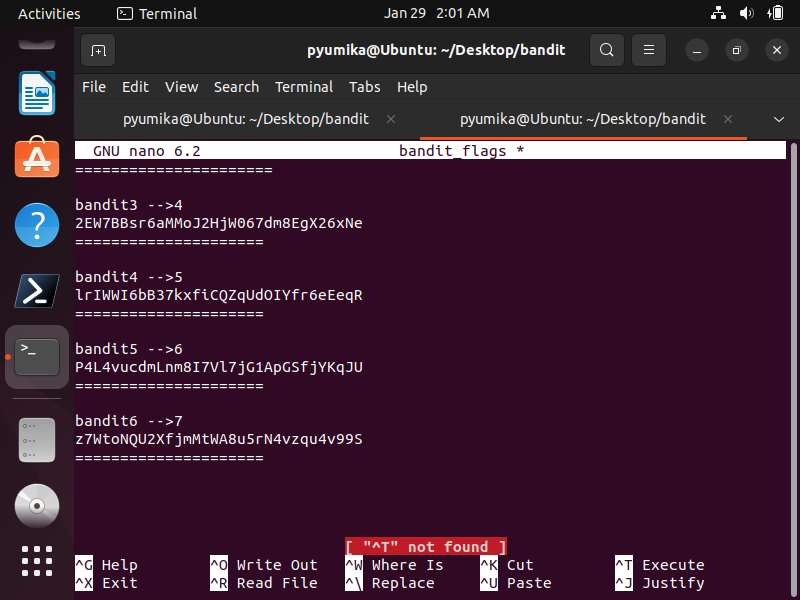 Activities Terminal Jan 29 2:01 AM
pyumika@Ubuntu: ~/Desktop/bandit
File Edit View Search Terminal Tabs Help
pyumika@Ubuntu: ~/Desktop/bandit × pyumika@Ubuntu: ~/Desktop/bandit ×
GNU nano 6.2 bandit_flags *
======================
bandit3 -->4
2EW7BBsr6aMMoJ2HjW067dm8EgX26xNe
=====================
bandit4 -->5
lrIWWI6bB37kxfiCQZqUdOIYfr6eEeqR
=====================
bandit5 -->6
P4L4vucdmLnm8I7Vl7jG1ApGSfjYKqJU
=====================
bandit6 -->7
z7WtoNQU2XfjmMtWA8u5rN4vzqu4v99S
=====================
[ "^T" not found ]
^G Help ^O Write Out ^W Where Is ^K Cut ^T Execute
^X Exit ^R Read File ^\ Replace ^U Paste ^J Justify